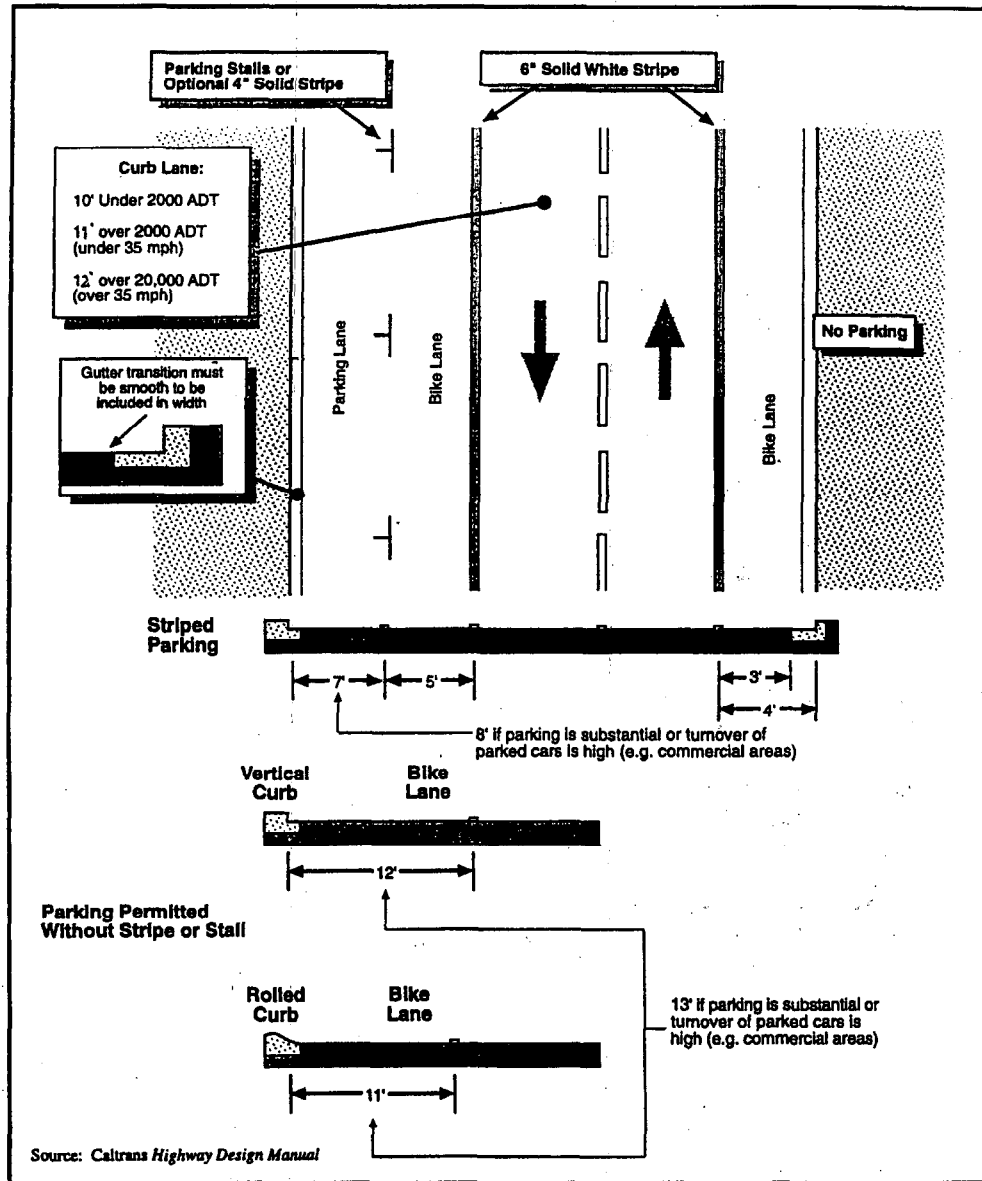 Parking Stalls or
Optional 4" Solid Stripe
6" Solid White Stripe
Curb Lane:
10' Under 2000 ADT
11' over 2000 ADT
(under 35 mph)
12' over 20,000 ADT
(over 35 mph)
No Parking
Gutter transition must
be smooth to be
included in width
Parking Lane
Bike Lane
Bike Lane
Striped
Parking
7'
5'
3'
4'
8' if parking is substantial or turnover of
parked cars is high (e.g. commercial areas)
Vertical
Curb
Bike
Lane
12'
Parking Permitted
Without Stripe or Stall
Rolled
Curb
Bike
Lane
13' if parking is substantial or
turnover of parked cars is
high (e.g. commercial areas)
11'
Source: Caltrans Highway Design Manual